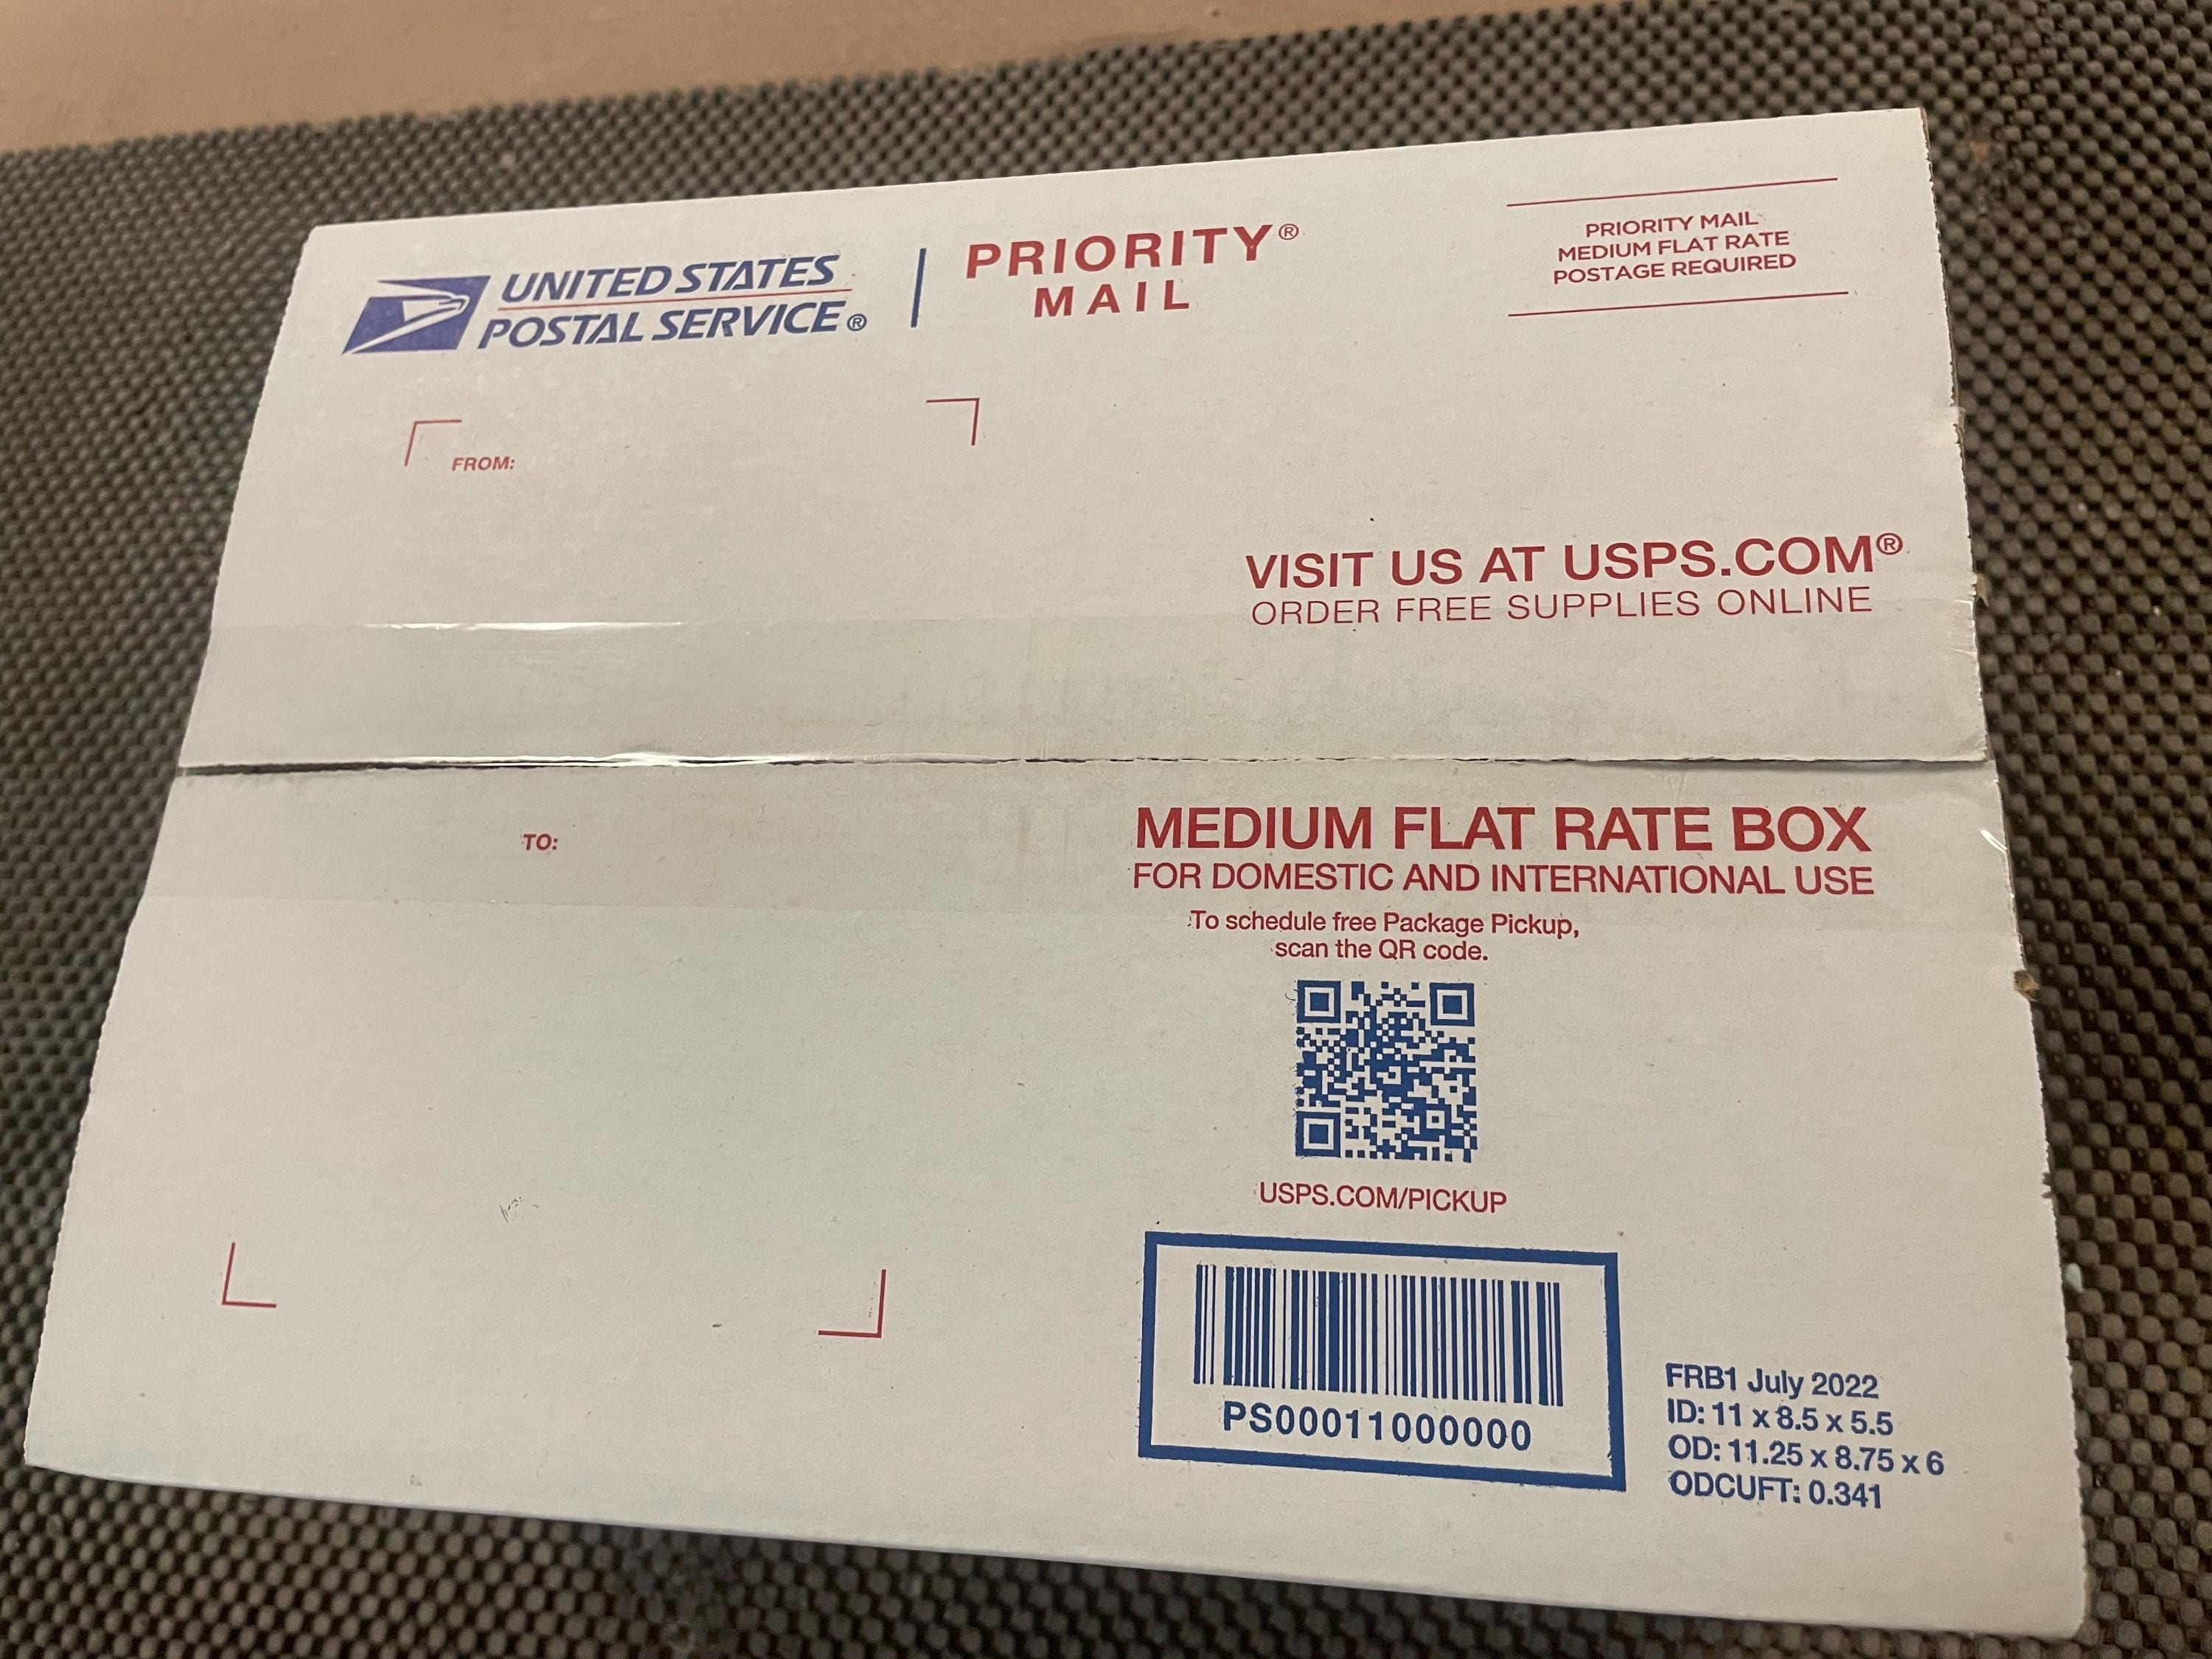 UNITED STATES
POSTAL SERVICE®
PRIORITY®
MAIL
PRIORITY MAIL
MEDIUM FLAT RATE
POSTAGE REQUIRED
FROM:
VISIT US AT USPS.COM®
ORDER FREE SUPPLIES ONLINE
TO:
MEDIUM FLAT RATE BOX
FOR DOMESTIC AND INTERNATIONAL USE
To schedule free Package Pickup,
scan the QR code.
USPS.COM/PICKUP
PS00011000000
FRB1 July 2022
ID: 11 x 8.5 x 5.5
OD: 11.25 x 8.75 x 6
ODCUFT: 0.341